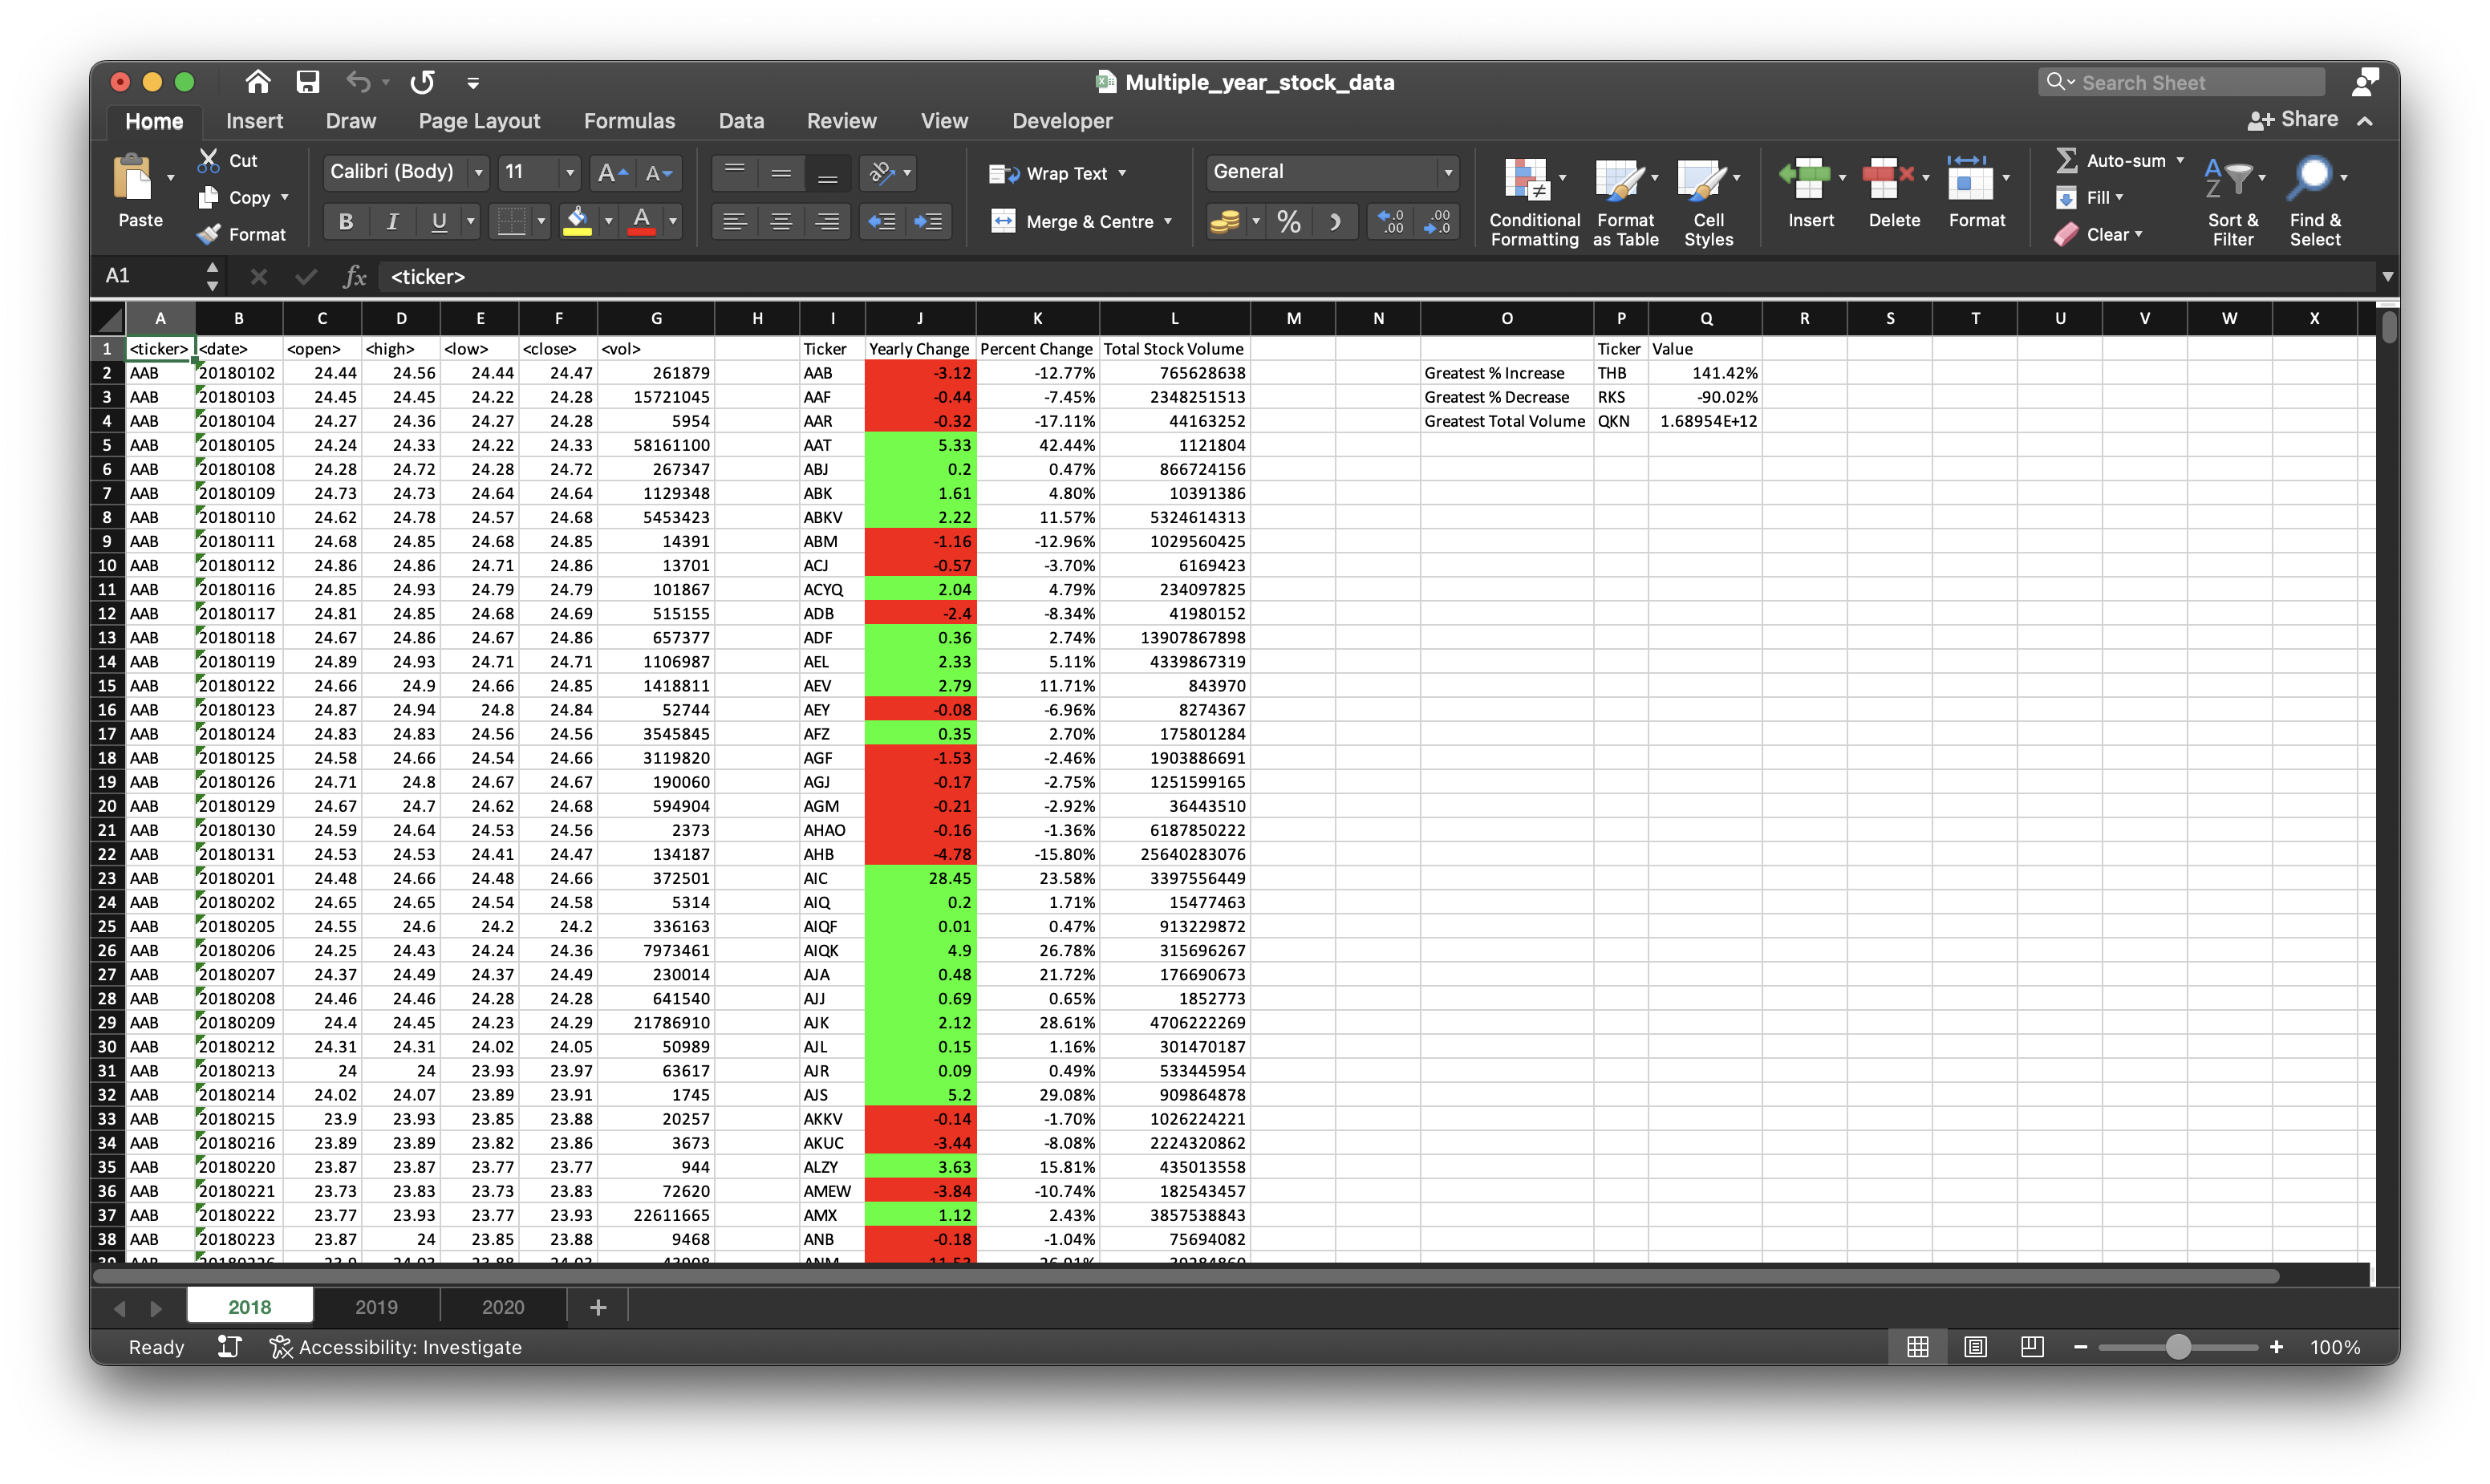 Multiple_year_stock_data
Search Sheet
Home Insert Draw Page Layout Formulas Data Review View Developer
Share
Paste
Cut
Copy
Format
Calibri (Body) 11
Wrap Text
Merge & Centre
General
Conditional Formatting
Format as Table
Cell Styles
Insert
Delete
Format
Auto-sum
Fill
Clear
Sort & Filter
Find & Select
A1 fx <ticker>
A B C D E F G H I J K L M N O P Q R S T U V W X
1 <ticker> <date> <open> <high> <low> <close> <vol> Ticker Yearly Change Percent Change Total Stock Volume Ticker Value
2 AAB 20180102 24.44 24.56 24.44 24.47 261879 AAB -3.12 -12.77% 765628638 Greatest % Increase THB 141.42%
3 AAB 20180103 24.45 24.45 24.22 24.28 15721045 AAF -0.44 -7.45% 2348251513 Greatest % Decrease RKS -90.02%
4 AAB 20180104 24.27 24.36 24.27 24.28 5954 AAR -0.32 -17.11% 44163252 Greatest Total Volume QKN 1.68954E+12
5 AAB 20180105 24.24 24.33 24.22 24.33 58161100 AAT 5.33 42.44% 1121804
6 AAB 20180108 24.28 24.72 24.28 24.72 267347 ABJ 0.2 0.47% 866724156
7 AAB 20180109 24.73 24.73 24.64 24.64 1129348 ABK 1.61 4.80% 10391386
8 AAB 20180110 24.62 24.78 24.57 24.68 5453423 ABKV 2.22 11.57% 5324614313
9 AAB 20180111 24.68 24.85 24.68 24.85 14391 ABM -1.16 -12.96% 1029560425
10 AAB 20180112 24.86 24.86 24.71 24.86 13701 ACJ -0.57 -3.70% 6169423
11 AAB 20180116 24.85 24.93 24.79 24.79 101867 ACYQ 2.04 4.79% 234097825
12 AAB 20180117 24.81 24.85 24.68 24.69 515155 ADB -2.4 -8.34% 41980152
13 AAB 20180118 24.67 24.86 24.67 24.86 657377 ADF 0.36 2.74% 13907867898
14 AAB 20180119 24.89 24.93 24.71 24.71 1106987 AEL 2.33 5.11% 4339867319
15 AAB 20180122 24.66 24.9 24.66 24.85 1418811 AEV 2.79 11.71% 843970
16 AAB 20180123 24.87 24.94 24.8 24.84 52744 AEY -0.08 -6.96% 8274367
17 AAB 20180124 24.83 24.83 24.56 24.56 3545845 AFZ 0.35 2.70% 175801284
18 AAB 20180125 24.58 24.66 24.54 24.66 3119820 AGF -1.53 -2.46% 1903886691
19 AAB 20180126 24.71 24.8 24.67 24.67 190060 AGJ -0.17 -2.75% 1251599165
20 AAB 20180129 24.67 24.7 24.62 24.68 594904 AGM -0.21 -2.92% 36443510
21 AAB 20180130 24.59 24.64 24.53 24.56 2373 AHAO -0.16 -1.36% 6187850222
22 AAB 20180131 24.53 24.53 24.41 24.47 134187 AHB -4.78 -15.80% 25640283076
23 AAB 20180201 24.48 24.66 24.48 24.66 372501 AIC 28.45 23.58% 3397556449
24 AAB 20180202 24.65 24.65 24.54 24.58 5314 AIQ 0.2 1.71% 15477463
25 AAB 20180205 24.55 24.6 24.2 24.2 336163 AIQF 0.01 0.47% 913229872
26 AAB 20180206 24.25 24.43 24.24 24.36 7973461 AIQK 4.9 26.78% 315696267
27 AAB 20180207 24.37 24.49 24.37 24.49 230014 AJA 0.48 21.72% 176690673
28 AAB 20180208 24.46 24.46 24.28 24.28 641540 AJJ 0.69 0.65% 1852773
29 AAB 20180209 24.4 24.45 24.23 24.29 21786910 AJK 2.12 28.61% 4706222269
30 AAB 20180212 24.31 24.31 24.02 24.05 50989 AJL 0.15 1.16% 301470187
31 AAB 20180213 24 24 23.93 23.97 63617 AJR 0.09 0.49% 533445954
32 AAB 20180214 24.02 24.07 23.89 23.91 1745 AJS 5.2 29.08% 909864878
33 AAB 20180215 23.9 23.93 23.85 23.88 20257 AKKV -0.14 -1.70% 1026224221
34 AAB 20180216 23.89 23.89 23.82 23.86 3673 AKUC -3.44 -8.08% 2224320862
35 AAB 20180220 23.87 23.87 23.77 23.77 944 ALZY 3.63 15.81% 435013558
36 AAB 20180221 23.73 23.83 23.73 23.83 72620 AMEW -3.84 -10.74% 182543457
37 AAB 20180222 23.77 23.93 23.77 23.93 22611665 AMX 1.12 2.43% 3857538843
38 AAB 20180223 23.87 24 23.85 23.88 9468 ANB -0.18 -1.04% 75694082
2018 2019 2020 +
Ready Accessibility: Investigate 100%